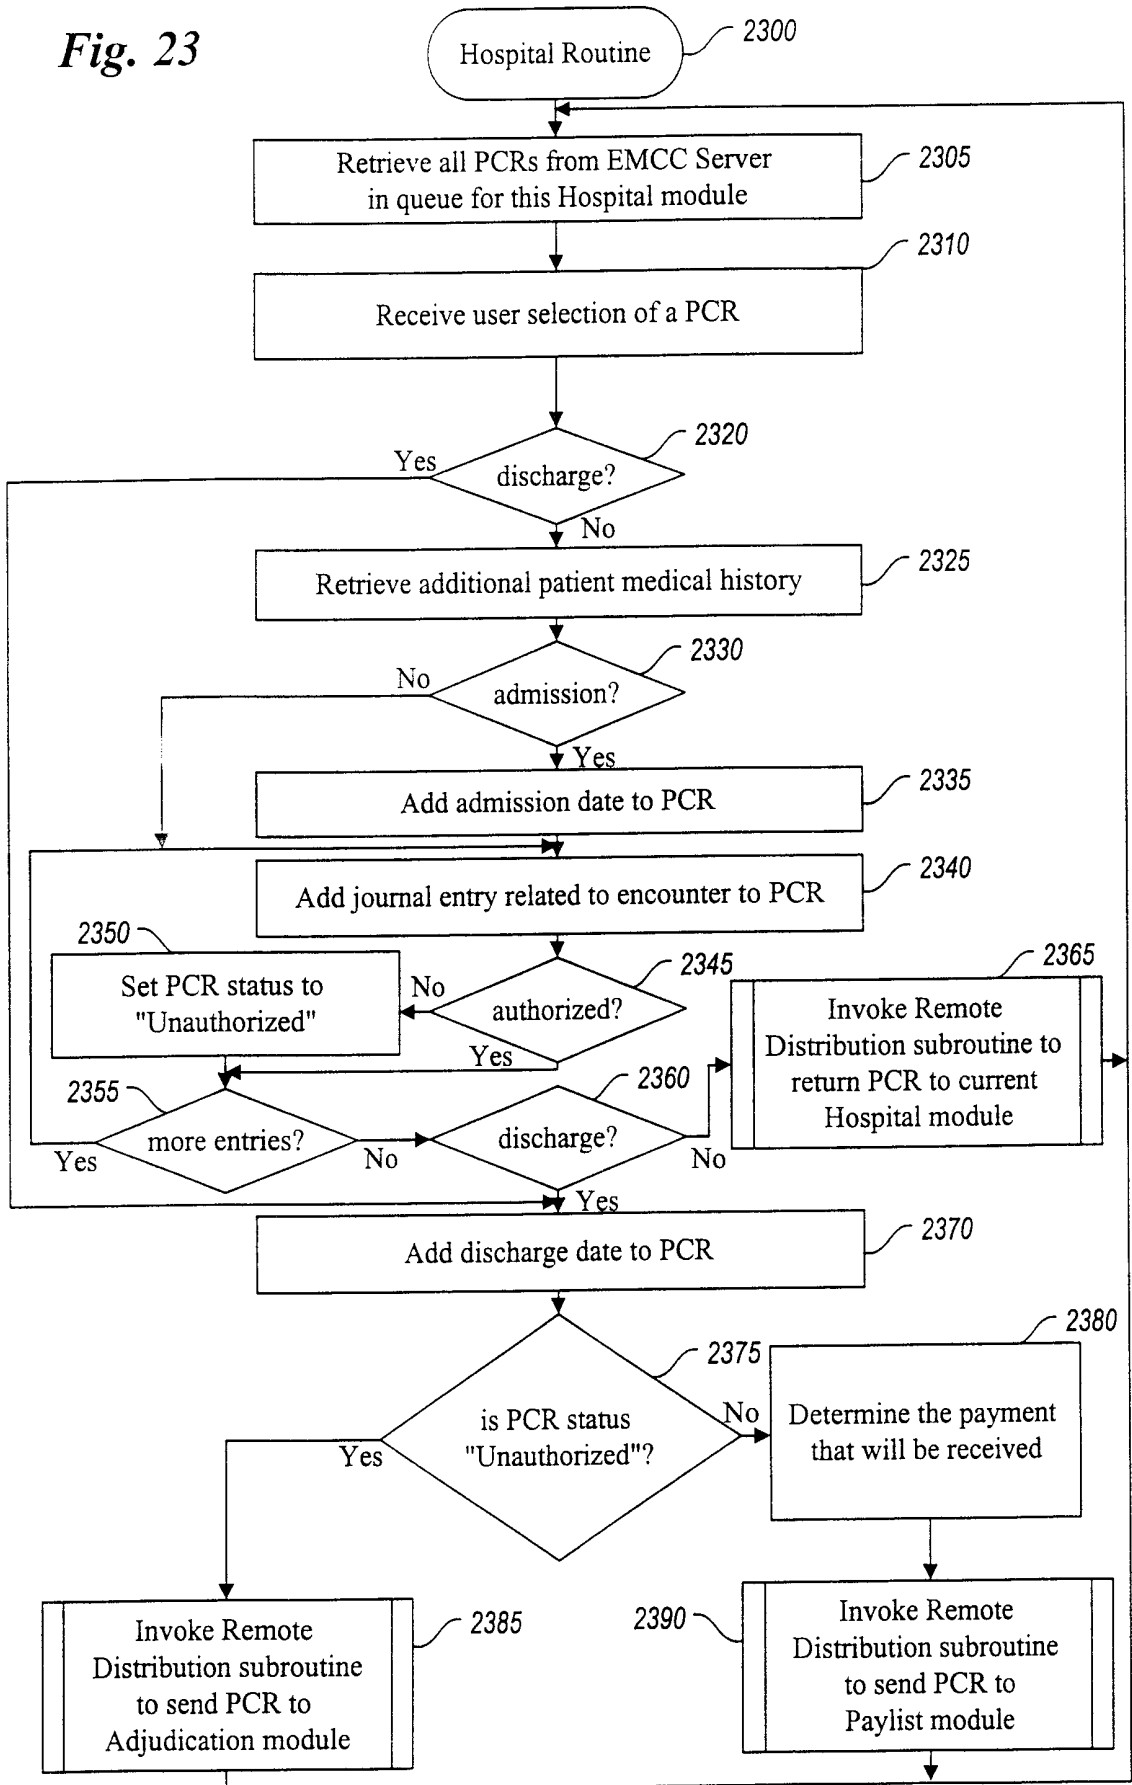 Fig. 23
Hospital Routine
2300
Retrieve all PCRs from EMCC Server
in queue for this Hospital module
2305
2310
Receive user selection of a PCR
2320
Yes
discharge?
No
Retrieve additional patient medical history
2325
2330
No
admission?
Yes
Add admission date to PCR
2335
Add journal entry related to encounter to PCR
2340
2350
Set PCR status to
"Unauthorized"
No
authorized?
2345
Yes
2365
Invoke Remote
Distribution subroutine to
return PCR to current
Hospital module
2355
more entries?
Yes
No
2360
discharge?
No
Yes
Add discharge date to PCR
2370
2375
is PCR status
"Unauthorized"?
Yes
No
2380
Determine the payment
that will be received
Invoke Remote
Distribution subroutine
to send PCR to
Adjudication module
2385
2390
Invoke Remote
Distribution subroutine
to send PCR to
Paylist module